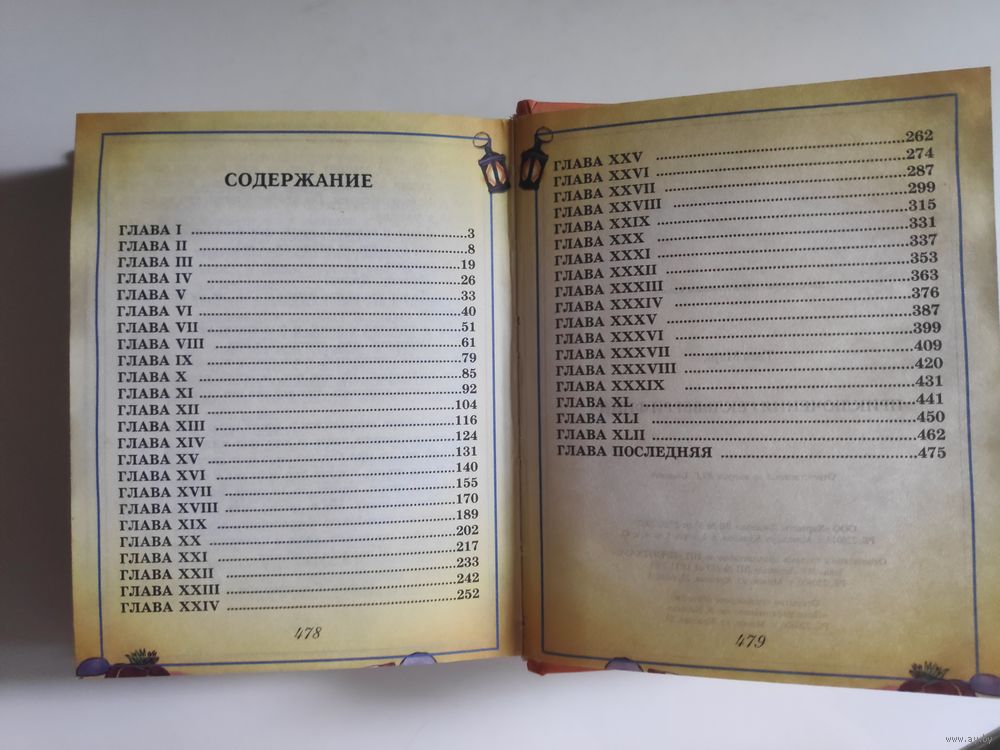 СОДЕРЖАНИЕ
ГЛАВА I ........ 3
ГЛАВА II ........ 8
ГЛАВА III ........ 19
ГЛАВА IV ........ 26
ГЛАВА V ........ 33
ГЛАВА VI ........ 40
ГЛАВА VII ........ 51
ГЛАВА VIII ........ 61
ГЛАВА IX ........ 79
ГЛАВА X ........ 85
ГЛАВА XI ........ 92
ГЛАВА XII ........ 104
ГЛАВА XIII ........ 116
ГЛАВА XIV ........ 124
ГЛАВА XV ........ 131
ГЛАВА XVI ........ 140
ГЛАВА XVII ........ 155
ГЛАВА XVIII ........ 170
ГЛАВА XIX ........ 189
ГЛАВА XX ........ 202
ГЛАВА XXI ........ 217
ГЛАВА XXII ........ 233
ГЛАВА XXIII ........ 242
ГЛАВА XXIV ........ 252
478
ГЛАВА XXV ........ 262
ГЛАВА XXVI ........ 274
ГЛАВА XXVII ........ 287
ГЛАВА XXVIII ........ 299
ГЛАВА XXIX ........ 315
ГЛАВА XXX ........ 331
ГЛАВА XXXI ........ 337
ГЛАВА XXXII ........ 353
ГЛАВА XXXIII ........ 363
ГЛАВА XXXIV ........ 376
ГЛАВА XXXV ........ 387
ГЛАВА XXXVI ........ 399
ГЛАВА XXXVII ........ 409
ГЛАВА XXXVIII ........ 420
ГЛАВА XXXIX ........ 431
ГЛАВА XL ........ 441
ГЛАВА XLI ........ 450
ГЛАВА XLII ........ 462
ГЛАВА ПОСЛЕДНЯЯ ........ 475
479
www.au.by